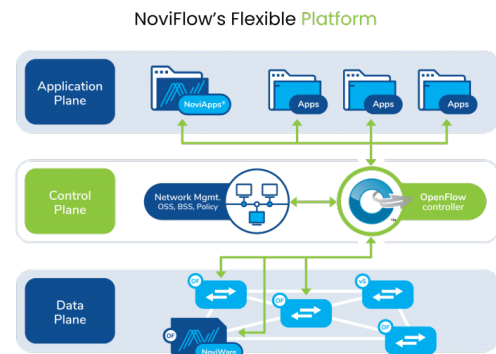 NoviFlow's Flexible Platform
Application
Plane
NoviApps®
Apps
Apps
Apps
Control
Plane
Network Mgmt.
OSS, BSS, Policy
OpenFlow
controller
TM
Data
Plane
OF
vS
OF
OF
OF
NoviWare